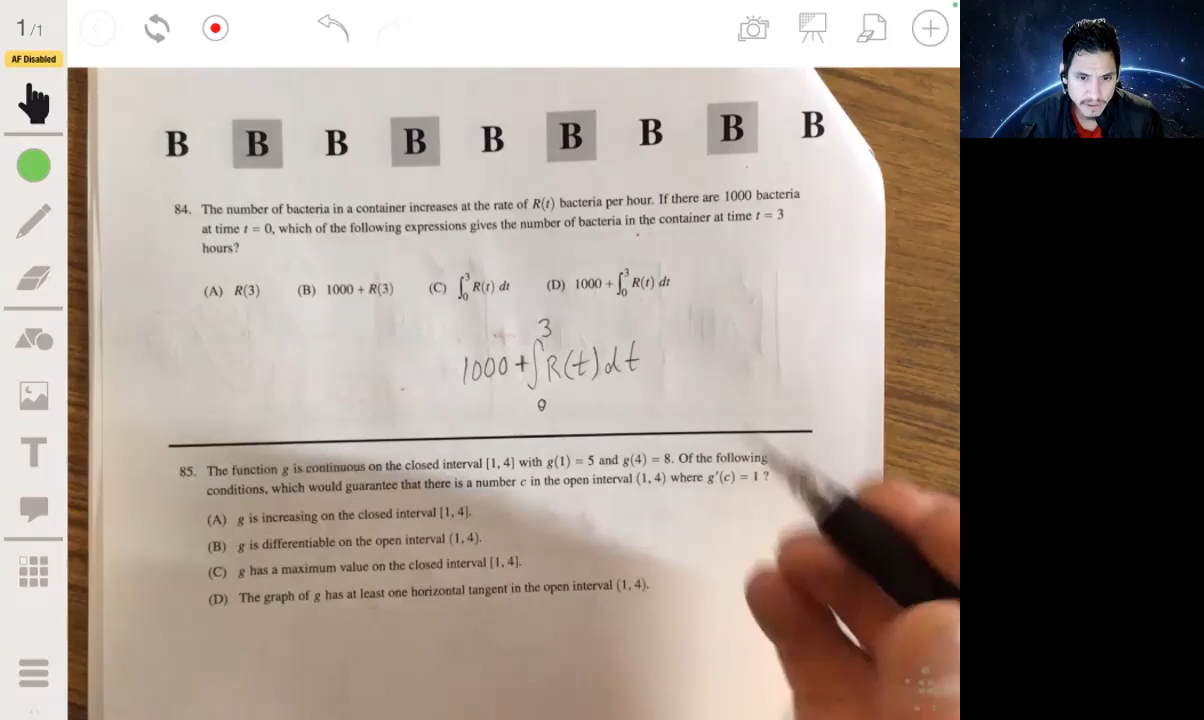 1/1
AF Disabled
B B B B B B B B B
84. The number of bacteria in a container increases at the rate of R(t) bacteria per hour. If there are 1000 bacteria
at time t = 0, which of the following expressions gives the number of bacteria in the container at time t = 3
hours?
(A) R(3) (B) 1000 + R(3) (C) ∫₀³ R(t) dt (D) 1000 + ∫₀³ R(t) dt
1000 + ∫₀³ R(t) dt
85. The function g is continuous on the closed interval [1, 4] with g(1) = 5 and g(4) = 8. Of the following
conditions, which would guarantee that there is a number c in the open interval (1, 4) where g′(c) = 1 ?
(A) g is increasing on the closed interval [1, 4].
(B) g is differentiable on the open interval (1, 4).
(C) g has a maximum value on the closed interval [1, 4].
(D) The graph of g has at least one horizontal tangent in the open interval (1, 4).
T